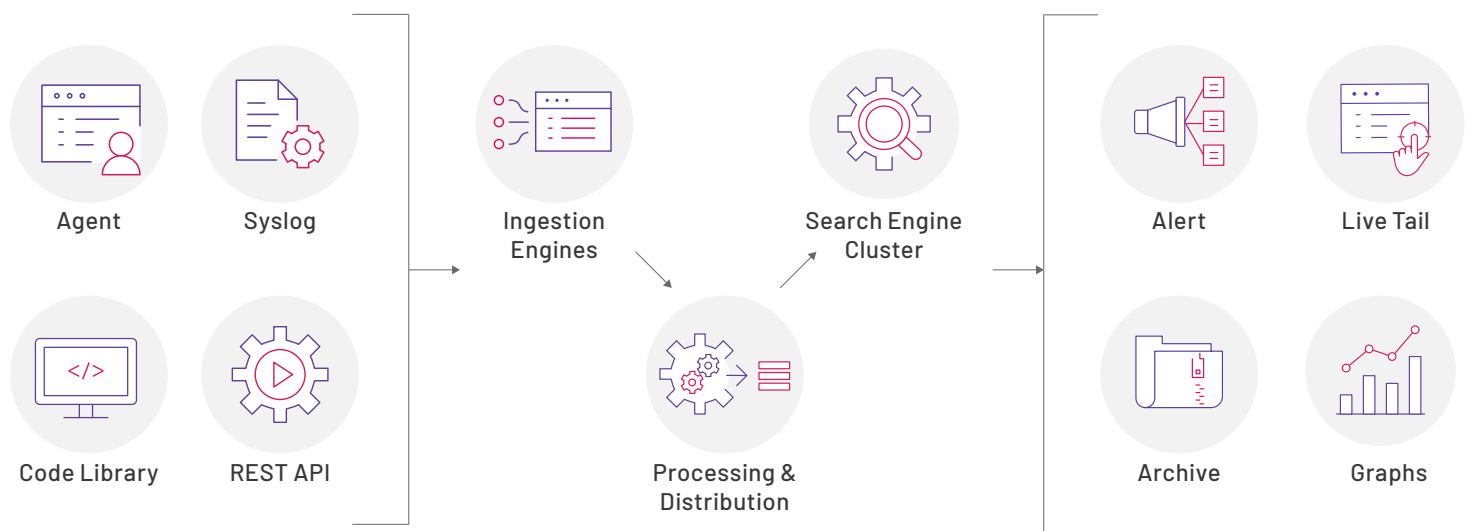 Agent
Syslog
Code Library
REST API
</>
Ingestion
Engines
Processing &
Distribution
Search Engine
Cluster
Alert
Live Tail
Archive
Graphs